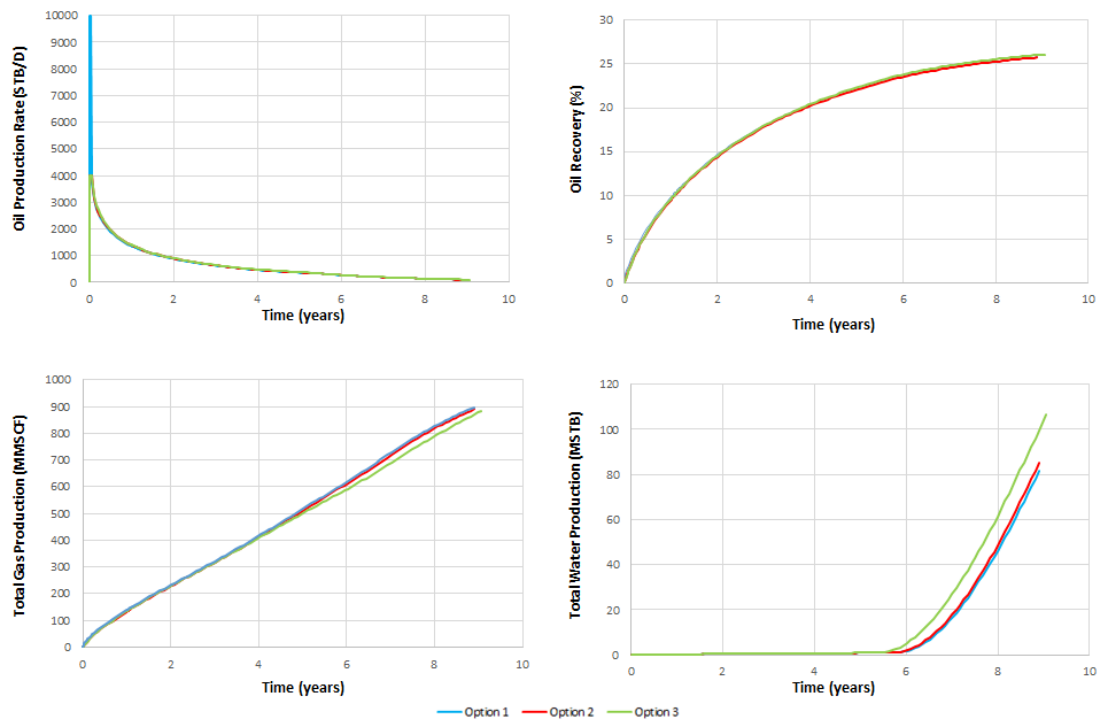 Oil Production Rate (STB/D)
10000
9000
8000
7000
6000
5000
4000
3000
2000
1000
0
0 2 4 6 8 10
Time (years)
Oil Recovery (%)
30
25
20
15
10
5
0
0 2 4 6 8 10
Time (years)
Total Gas Production (MMSCF)
1000
900
800
700
600
500
400
300
200
100
0
0 2 4 6 8 10
Time (years)
Total Water Production (MSTB)
120
100
80
60
40
20
0
0 2 4 6 8 10
Time (years)
Option 1 Option 2 Option 3